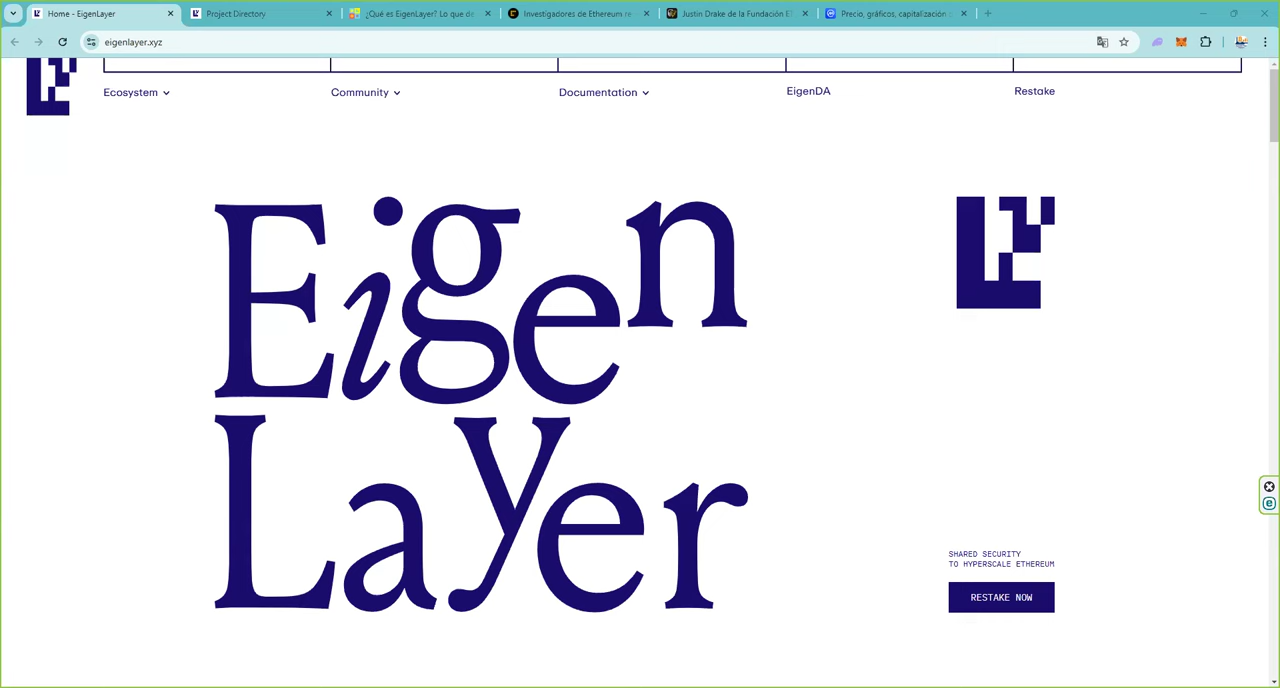 Home - EigenLayer
Project Directory
¿Qué es EigenLayer? Lo que de
Investigadores de Ethereum re
Justin Drake de la Fundación E
Precio, gráficos, capitalización
eigenlayer.xyz
Ecosystem
Community
Documentation
EigenDA
Restake
Eigen
Layer
SHARED SECURITY
TO HYPERSCALE ETHEREUM
RESTAKE NOW